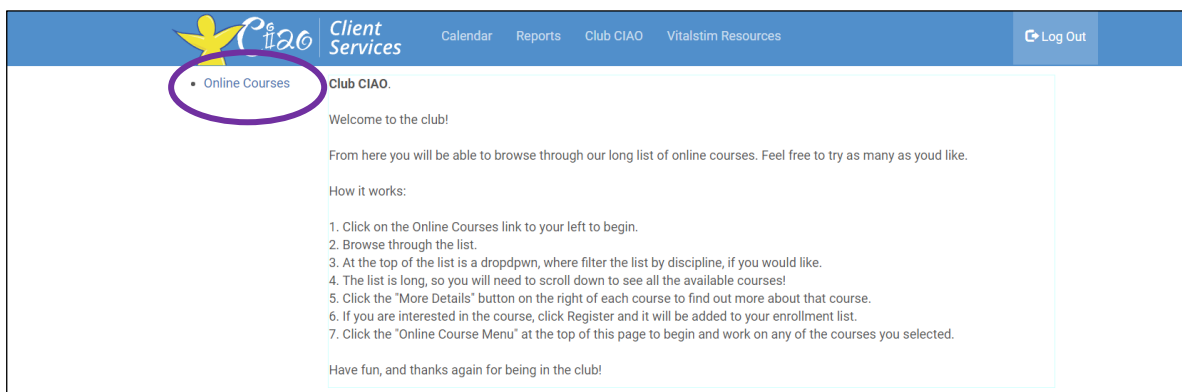 Ciao Client Services
Calendar Reports Club CIAO Vitalstim Resources
Log Out
Online Courses
Club CIAO.
Welcome to the club!
From here you will be able to browse through our long list of online courses. Feel free to try as many as youd like.
How it works:
1. Click on the Online Courses link to your left to begin.
2. Browse through the list.
3. At the top of the list is a dropdpwn, where filter the list by discipline, if you would like.
4. The list is long, so you will need to scroll down to see all the available courses!
5. Click the "More Details" button on the right of each course to find out more about that course.
6. If you are interested in the course, click Register and it will be added to your enrollment list.
7. Click the "Online Course Menu" at the top of this page to begin and work on any of the courses you selected.
Have fun, and thanks again for being in the club!